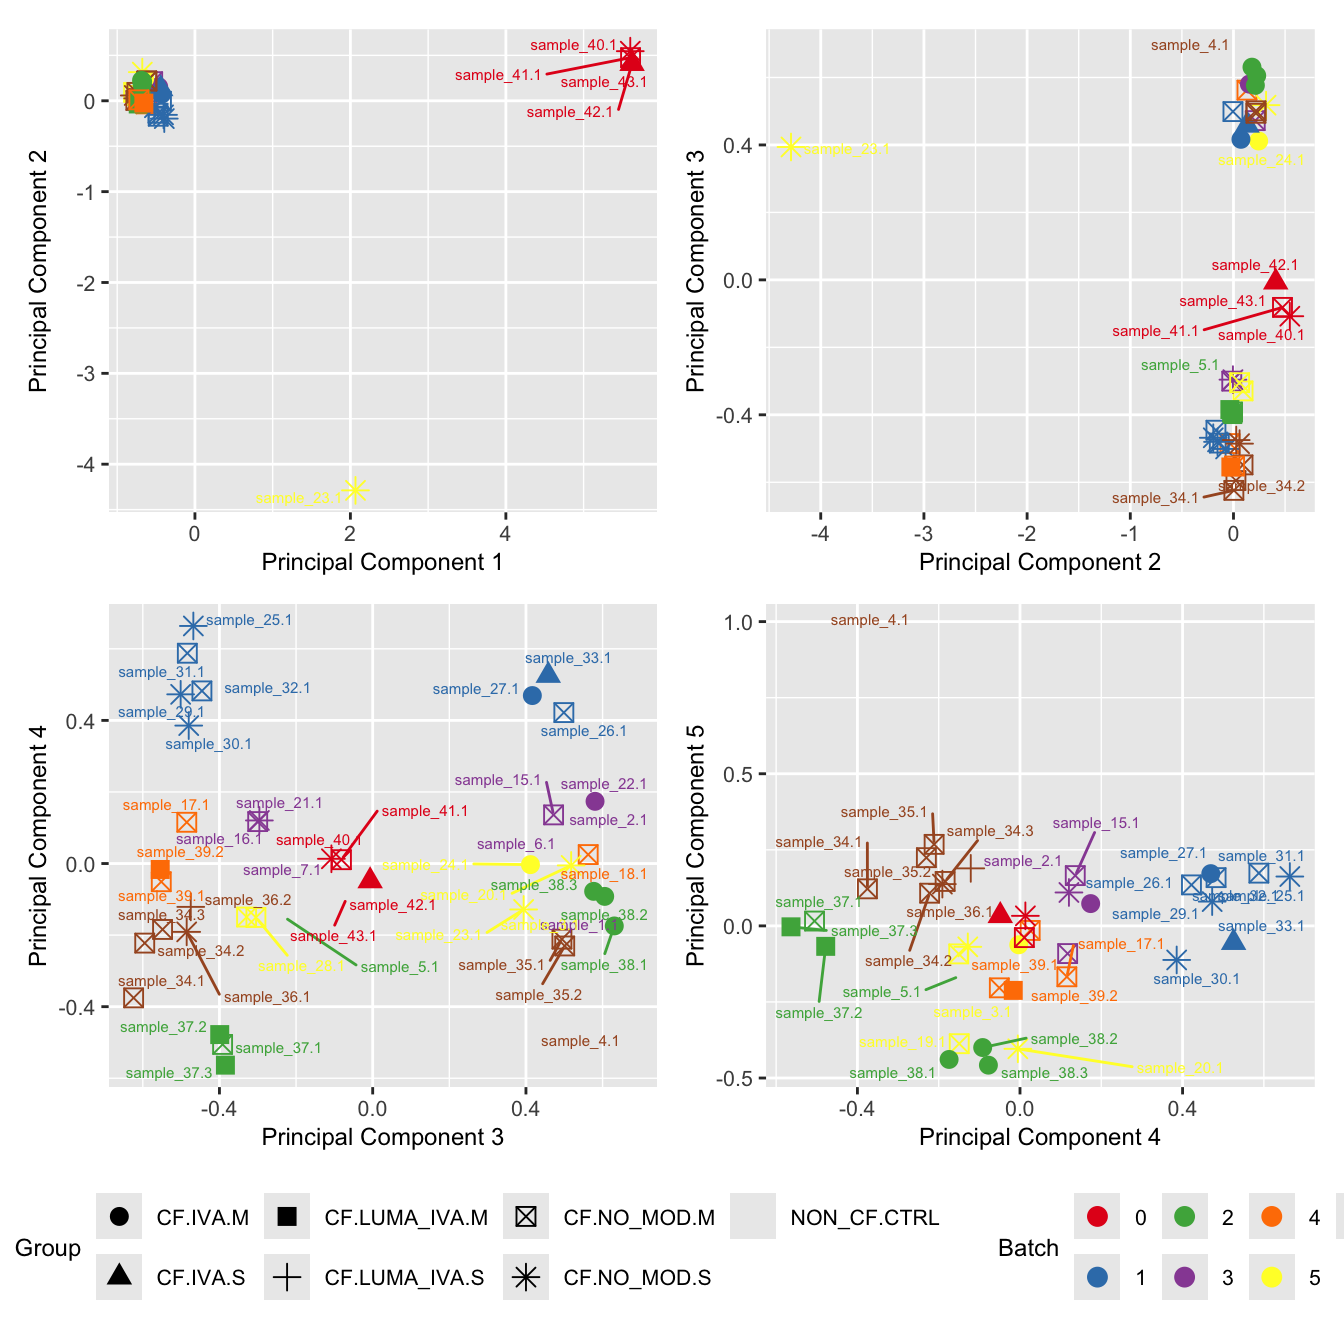 sample_40.1
sample_41.1
sample_43.1
sample_42.1
sample_23.1
0
-1
-2
-3
-4
0
2
4
Principal Component 1
Principal Component 2
sample_4.1
sample_23.1
sample_24.1
sample_42.1
sample_43.1
sample_41.1
sample_40.1
sample_5.1
sample_34.2
sample_34.1
0.4
0.0
-0.4
-4
-3
-2
-1
0
Principal Component 2
Principal Component 3
sample_25.1
sample_33.1
sample_31.1
sample_32.1
sample_27.1
sample_29.1
sample_26.1
sample_30.1
sample_15.1
sample_22.1
sample_17.1
sample_21.1
sample_41.1
sample_2.1
sample_16.1
sample_40
sample_6.1
sample_39.2
sample_7.1
sample_24.1
sample_18.1
sample_38.3
sample_39.1
sample_36.2
sample_42.1
sample_34.3
sample_38.2
sample_43.1
sample_23.1
sample_34.2
sample_28.1
sample_5.1
sample_35.1
sample_38.1
sample_34.1
sample_36.1
sample_35.2
sample_37.2
sample_37.1
sample_4.1
sample_37.3
0.4
0.0
-0.4
-0.4
0.0
0.4
Principal Component 3
Principal Component 4
sample_4.1
sample_35.1
sample_34.3
sample_15.1
sample_34.1
sample_27.1
sample_31.1
sample_2.1
sample_35.2
sample_26.1
sample_37.1
sample_25.1
sample_36.1
sample_29.1
sample_33.1
sample_37.3
sample_17.1
sample_34.2
sample_39.1
sample_30.1
sample_5.1
sample_39.2
sample_37.2
sample_3.1
sample_19.1
sample_38.2
sample_38.1
sample_38.3
sample_20.1
1.0
0.5
0.0
-0.5
-0.4
0.0
0.4
Principal Component 4
Principal Component 5
Group
CF.IVA.M
CF.LUMA_IVA.M
CF.NO_MOD.M
NON_CF.CTRL
CF.IVA.S
CF.LUMA_IVA.S
CF.NO_MOD.S
Batch
0
2
4
1
3
5